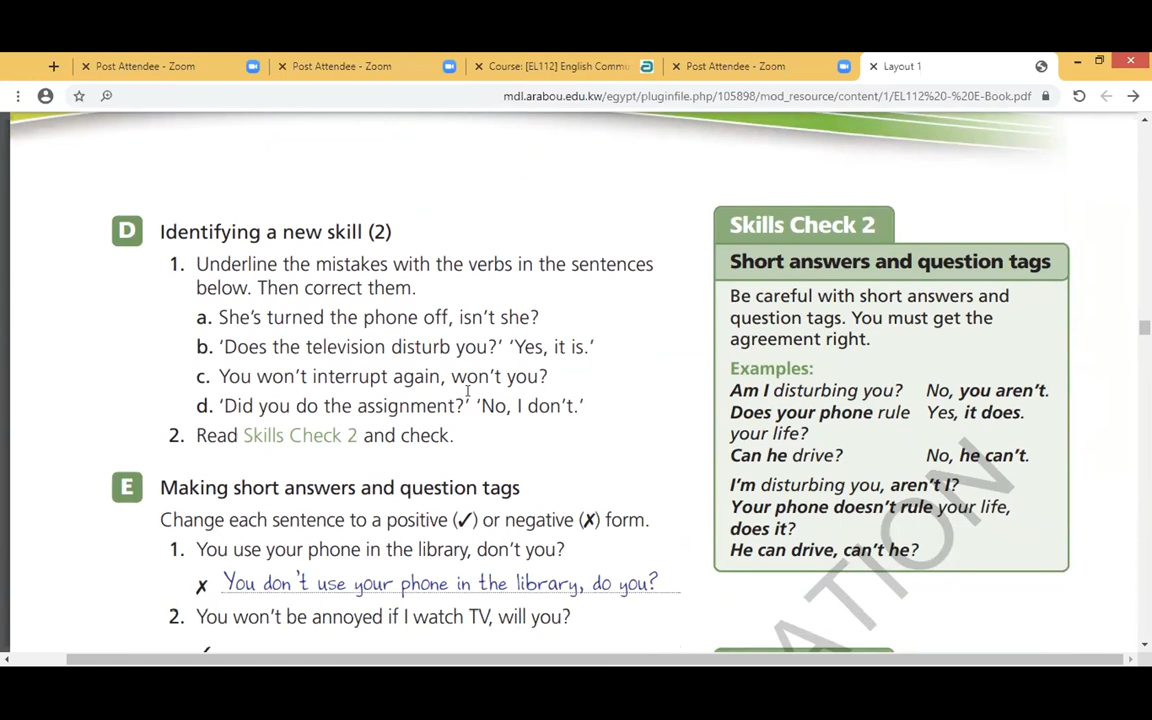 Post Attendee - Zoom
Post Attendee - Zoom
Course: [EL112] English Commu
Post Attendee - Zoom
Layout 1
mdl.arabou.edu.kw/egypt/pluginfile.php/105898/mod_resource/content/1/EL112%20-%20E-Book.pdf
D Identifying a new skill (2)
1. Underline the mistakes with the verbs in the sentences
below. Then correct them.
a. She's turned the phone off, isn't she?
b. 'Does the television disturb you?' 'Yes, it is.'
c. You won't interrupt again, won't you?
d. 'Did you do the assignment?' 'No, I don't.'
2. Read Skills Check 2 and check.
E Making short answers and question tags
Change each sentence to a positive (✓) or negative (✗) form.
1. You use your phone in the library, don't you?
✗ You don't use your phone in the library, do you?
2. You won't be annoyed if I watch TV, will you?
Skills Check 2
Short answers and question tags
Be careful with short answers and
question tags. You must get the
agreement right.
Examples:
Am I disturbing you? No, you aren't.
Does your phone rule Yes, it does.
your life?
Can he drive? No, he can't.
I'm disturbing you, aren't I?
Your phone doesn't rule your life,
does it?
He can drive, can't he?
ATION